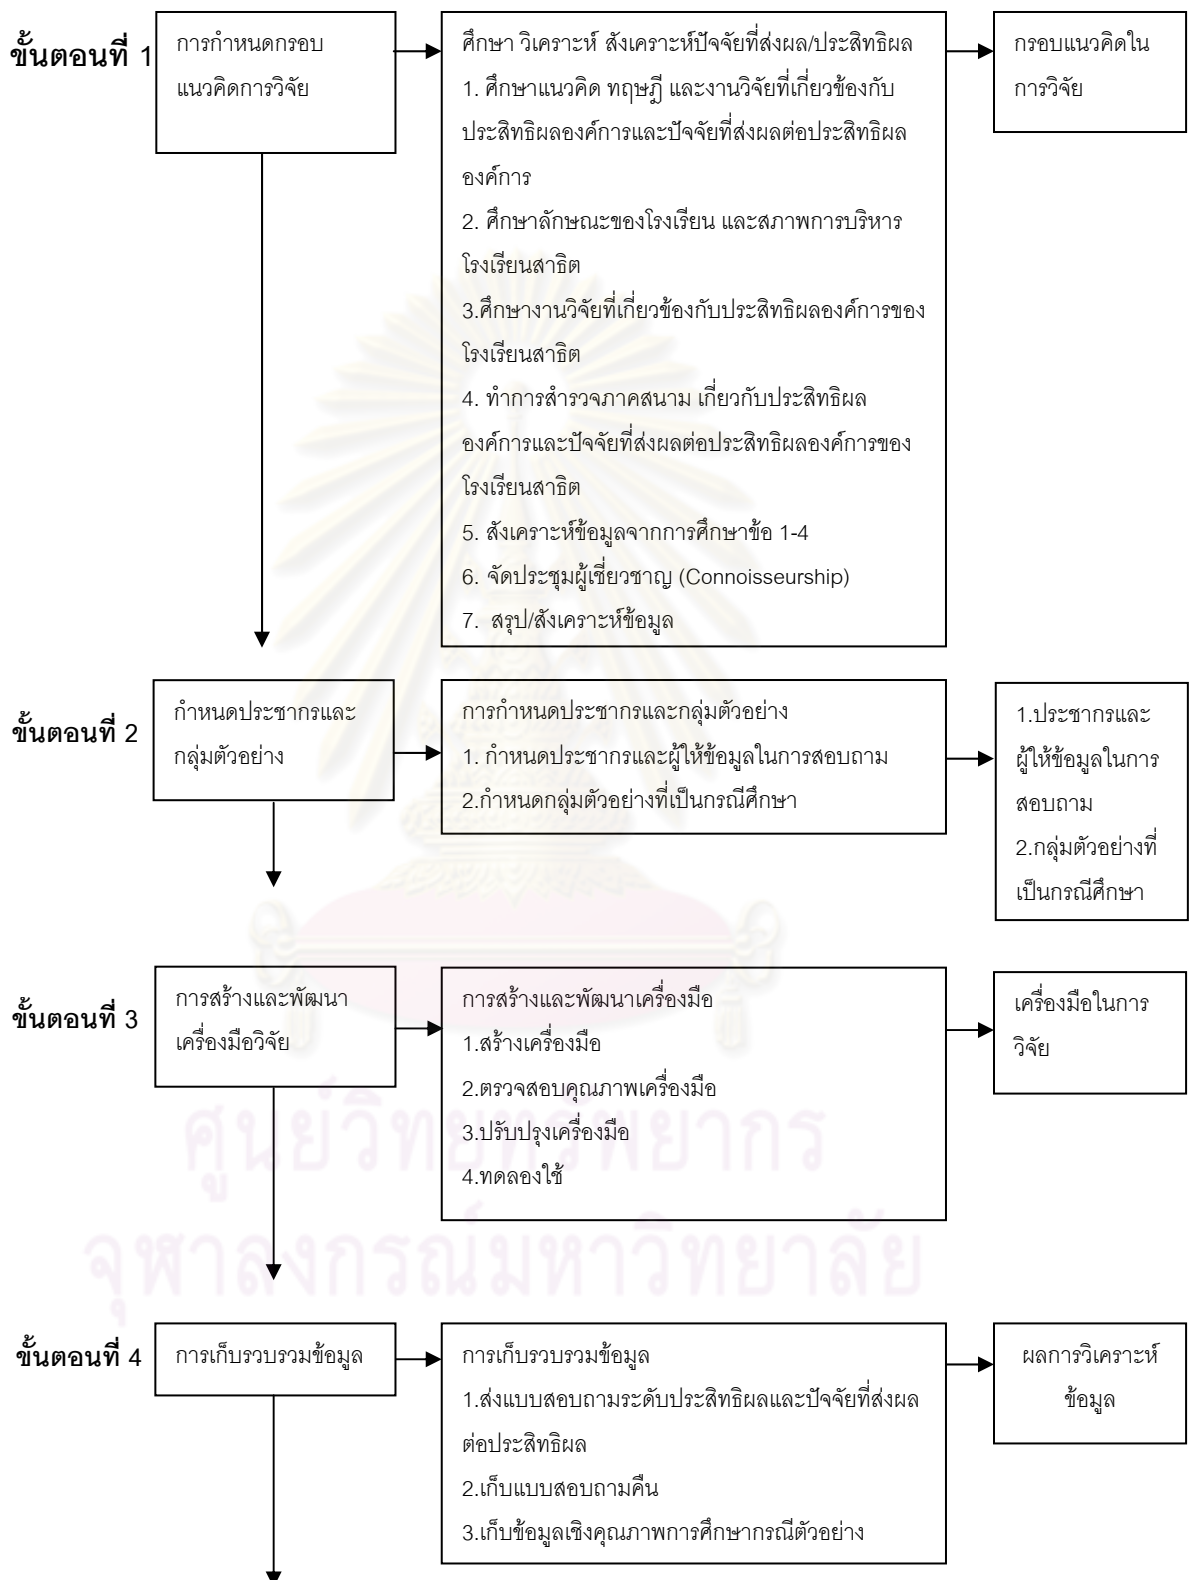 ขั้นตอนที่ 1
การกำหนดกรอบ
แนวคิดการวิจัย
ศึกษา วิเคราะห์ สังเคราะห์ปัจจัยที่ส่งผล/ประสิทธิผล
1. ศึกษาแนวคิด ทฤษฎี และงานวิจัยที่เกี่ยวข้องกับ
ประสิทธิผลองค์การและปัจจัยที่ส่งผลต่อประสิทธิผล
องค์การ
2. ศึกษาลักษณะของโรงเรียน และสภาพการบริหาร
โรงเรียนสาธิต
3.ศึกษางานวิจัยที่เกี่ยวข้องกับประสิทธิผลองค์การของ
โรงเรียนสาธิต
4. ทำการสำรวจภาคสนาม เกี่ยวกับประสิทธิผล
องค์การและปัจจัยที่ส่งผลต่อประสิทธิผลองค์การของ
โรงเรียนสาธิต
5. สังเคราะห์ข้อมูลจากการศึกษาข้อ 1-4
6. จัดประชุมผู้เชี่ยวชาญ (Connoisseurship)
7. สรุป/สังเคราะห์ข้อมูล
กรอบแนวคิดใน
การวิจัย
ขั้นตอนที่ 2
กำหนดประชากรและ
กลุ่มตัวอย่าง
การกำหนดประชากรและกลุ่มตัวอย่าง
1. กำหนดประชากรและผู้ให้ข้อมูลในการสอบถาม
2.กำหนดกลุ่มตัวอย่างที่เป็นกรณีศึกษา
1.ประชากรและ
ผู้ให้ข้อมูลในการ
สอบถาม
2.กลุ่มตัวอย่างที่
เป็นกรณีศึกษา
ขั้นตอนที่ 3
การสร้างและพัฒนา
เครื่องมือวิจัย
การสร้างและพัฒนาเครื่องมือ
1.สร้างเครื่องมือ
2.ตรวจสอบคุณภาพเครื่องมือ
3.ปรับปรุงเครื่องมือ
4.ทดลองใช้
เครื่องมือในการ
วิจัย
ศูนย์วิทยทรัพยากร
จุฬาลงกรณ์มหาวิทยาลัย
ขั้นตอนที่ 4
การเก็บรวบรวมข้อมูล
การเก็บรวบรวมข้อมูล
1.ส่งแบบสอบถามระดับประสิทธิผลและปัจจัยที่ส่งผล
ต่อประสิทธิผล
2.เก็บแบบสอบถามคืน
3.เก็บข้อมูลเชิงคุณภาพการศึกษากรณีตัวอย่าง
ผลการวิเคราะห์
ข้อมูล